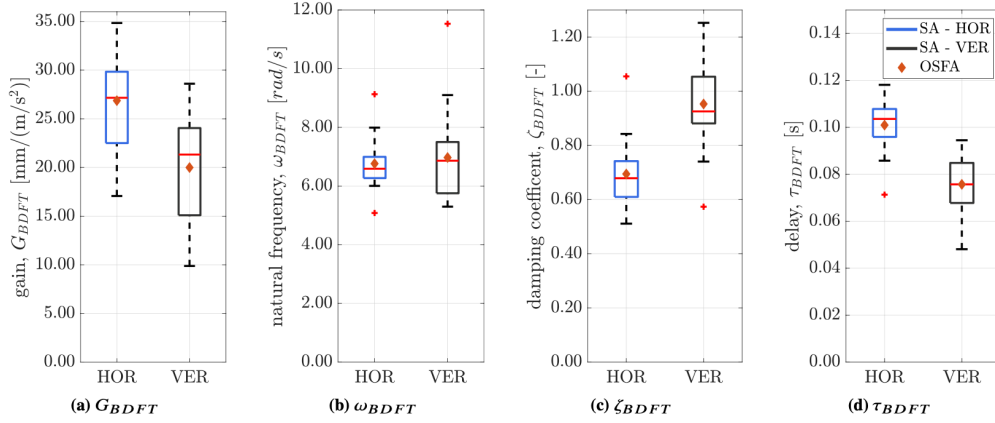 gain, G_BDFT [mm/(m/s²)]
35.00
30.00
25.00
20.00
15.00
10.00
5.00
0.00
HOR VER
(a) G_BDFT
natural frequency, ω_BDFT [rad/s]
12.00
10.00
8.00
6.00
4.00
2.00
0.00
HOR VER
(b) ω_BDFT
damping coefficent, ζ_BDFT [-]
1.20
1.00
0.80
0.60
0.40
0.20
0.00
HOR VER
(c) ζ_BDFT
delay, τ_BDFT [s]
0.15
0.12
0.10
0.08
0.06
0.04
0.02
0.00
HOR VER
(d) τ_BDFT
SA - HOR
SA - VER
OSFA